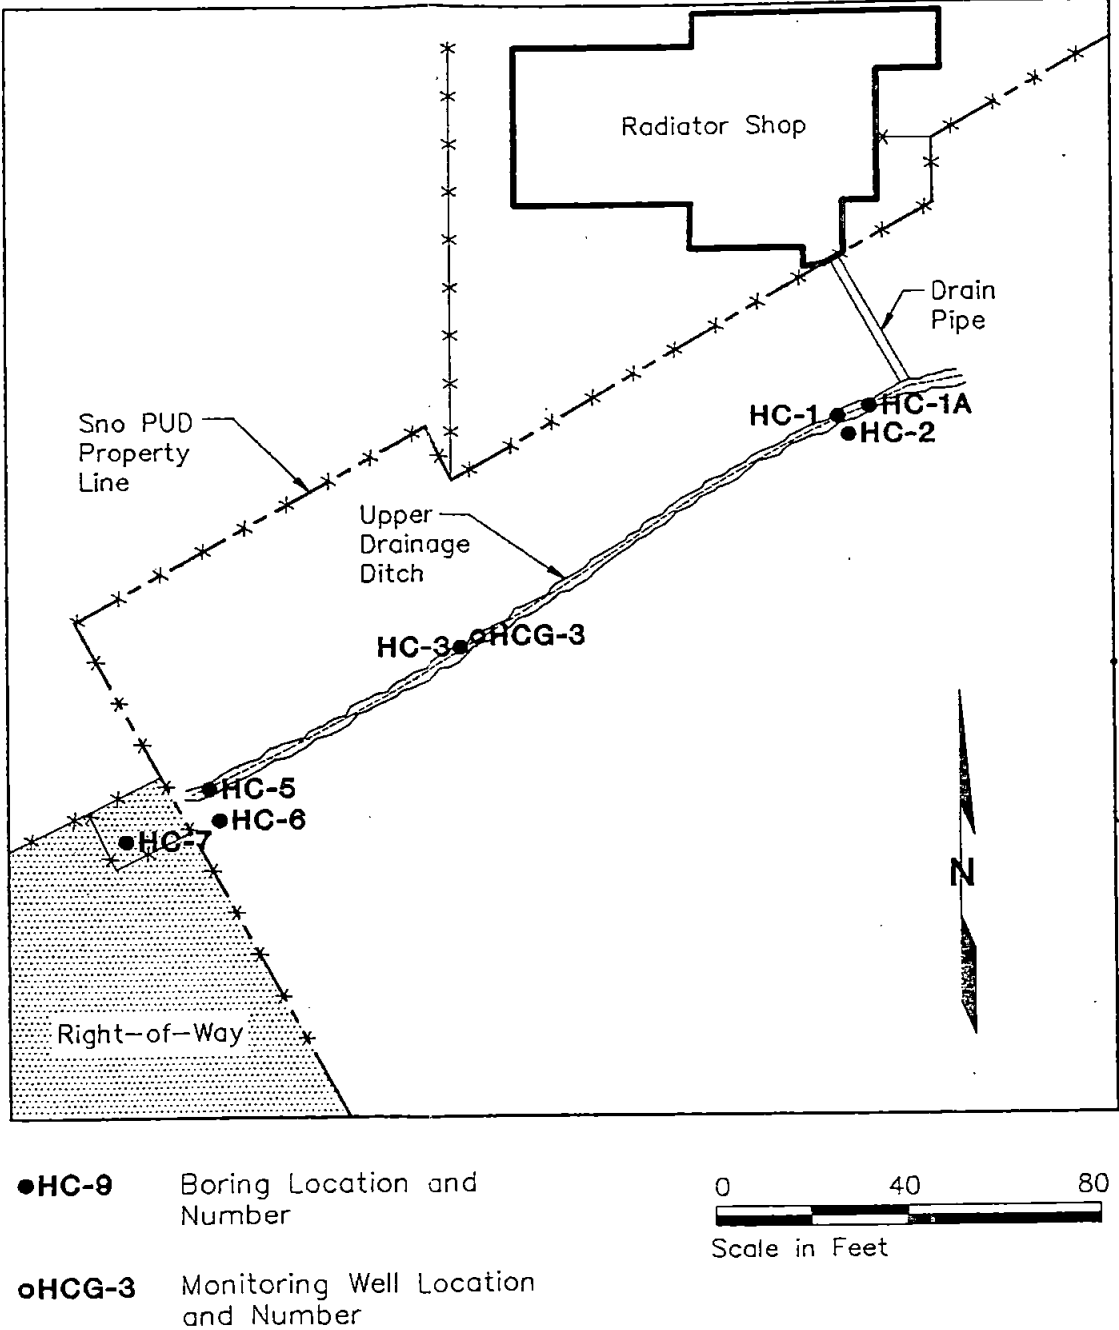 Radiator Shop
Drain
Pipe
HC-1
HC-1A
HC-2
Sno PUD
Property
Line
Upper
Drainage
Ditch
HC-3
HCG-3
HC-5
HC-6
HC-7
N
Right-of-Way
HC-9
Boring Location and
Number
HCG-3
Monitoring Well Location
and Number
0 40 80
Scale in Feet